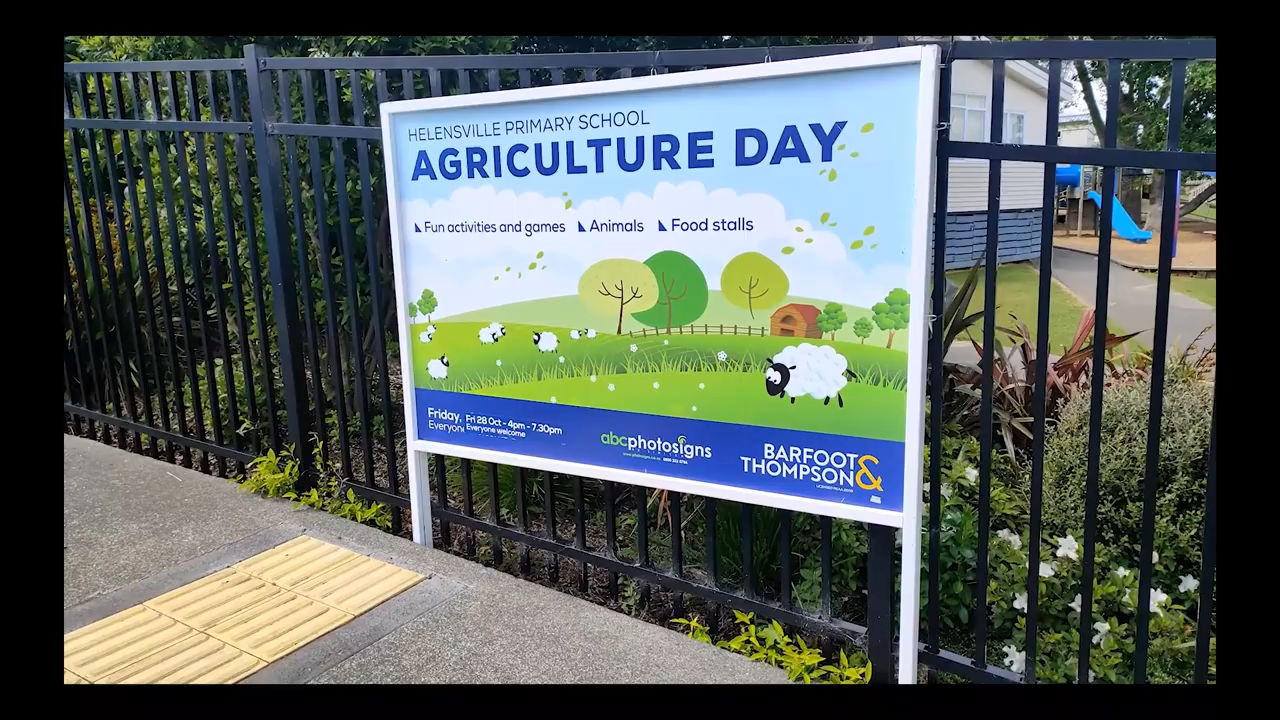 HELENSVILLE PRIMARY SCHOOL
AGRICULTURE DAY
Fun activities and games Animals Food stalls
Friday, Fri 28 Oct - 4pm - 7.30pm
Everyone Everyone welcome
abcphotosigns
BARFOOT &
THOMPSON